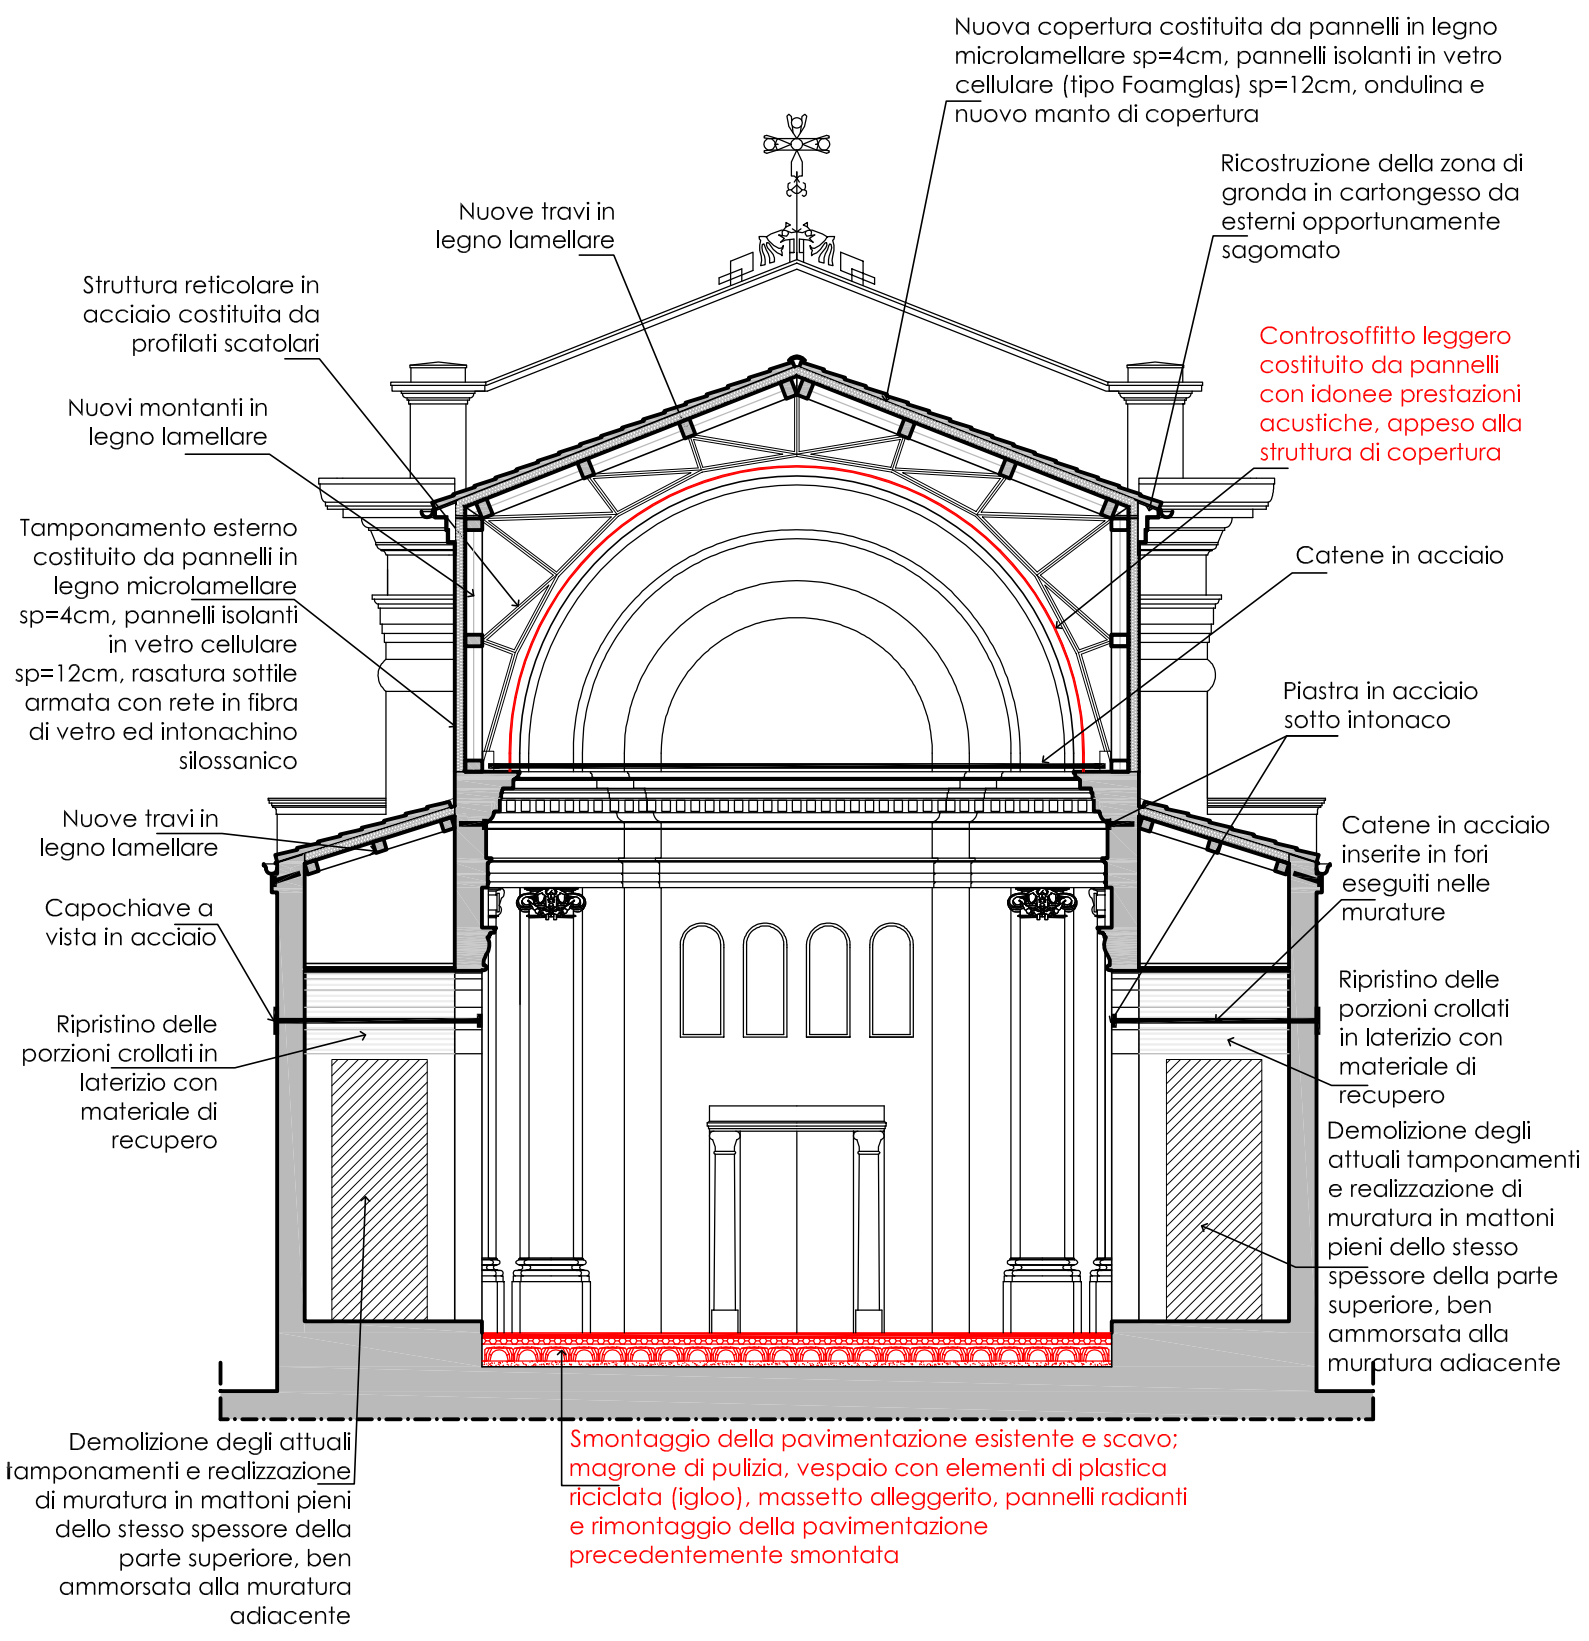 Nuova copertura costituita da pannelli in legno
microlamellare sp=4cm, pannelli isolanti in vetro
cellulare (tipo Foamglas) sp=12cm, ondulina e
nuovo manto di copertura
Ricostruzione della zona di
gronda in cartongesso da
esterni opportunamente
sagomato
Nuove travi in
legno lamellare
Struttura reticolare in
acciaio costituita da
profilati scatolari
Controsoffitto leggero
costituito da pannelli
con idonee prestazioni
acustiche, appeso alla
struttura di copertura
Nuovi montanti in
legno lamellare
Tamponamento esterno
costituito da pannelli in
legno microlamellare
sp=4cm, pannelli isolanti
in vetro cellulare
sp=12cm, rasatura sottile
armata con rete in fibra
di vetro ed intonachino
silossanico
Catene in acciaio
Piastra in acciaio
sotto intonaco
Nuove travi in
legno lamellare
Catene in acciaio
inserite in fori
eseguiti nelle
murature
Capochiave a
vista in acciaio
Ripristino delle
porzioni crollati in
laterizio con
materiale di
recupero
Ripristino delle
porzioni crollati
in laterizio con
materiale di
recupero
Demolizione degli
attuali tamponamenti
e realizzazione di
muratura in mattoni
pieni dello stesso
spessore della parte
superiore, ben
ammorsata alla
muratura adiacente
Demolizione degli attuali
tamponamenti e realizzazione
di muratura in mattoni pieni
dello stesso spessore della
parte superiore, ben
ammorsata alla muratura
adiacente
Smontaggio della pavimentazione esistente e scavo;
magrone di pulizia, vespaio con elementi di plastica
riciclata (igloo), massetto alleggerito, pannelli radianti
e rimontaggio della pavimentazione
precedentemente smontata